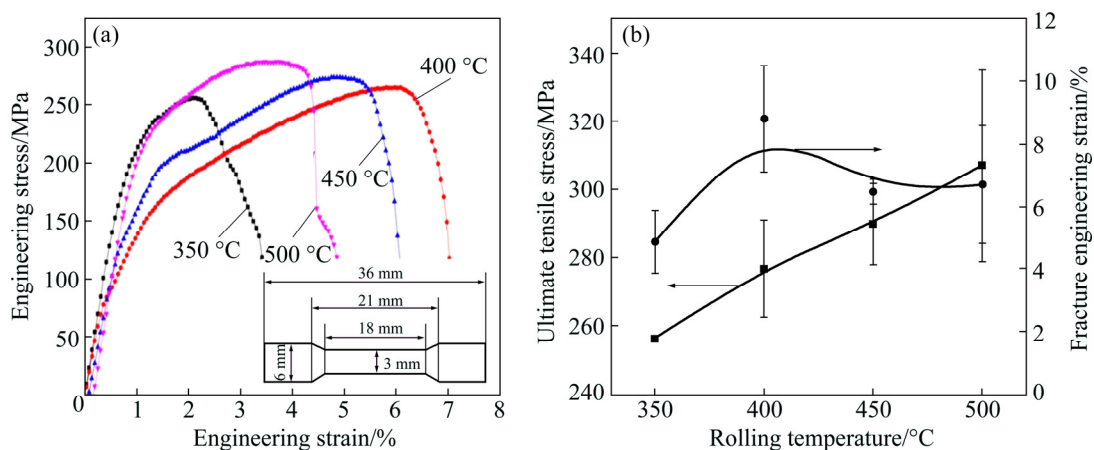 (a)
300
250
200
150
100
50
0
1
2
3
4
5
6
7
8
Engineering stress/MPa
Engineering strain/%
400 °C
450 °C
350 °C
500 °C
36 mm
21 mm
18 mm
6 mm
3 mm
(b)
340
320
300
280
260
240
350
400
450
500
12
10
8
6
4
2
0
Ultimate tensile stress/MPa
Fracture engineering strain/%
Rolling temperature/°C